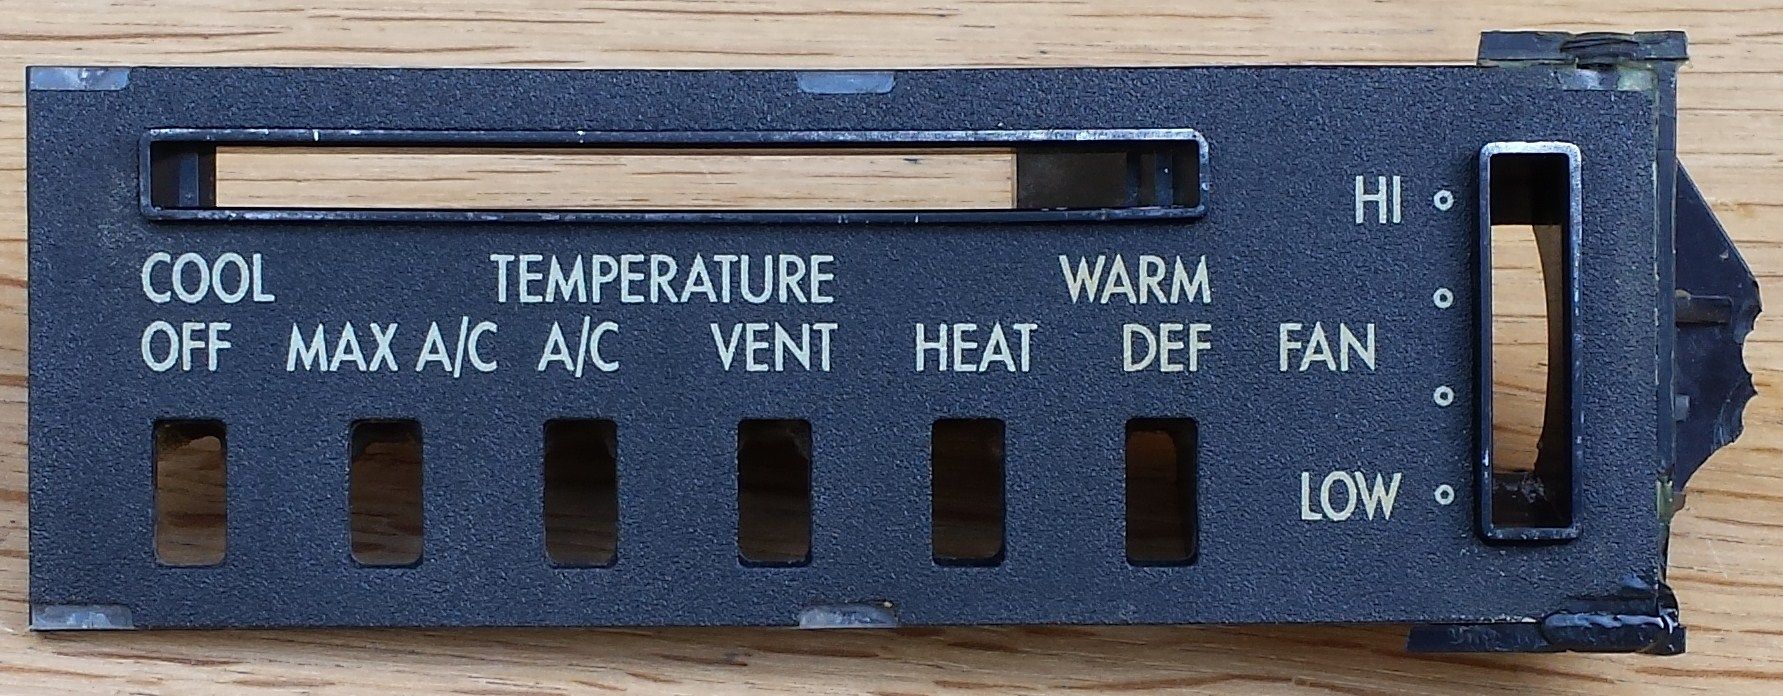 HI
COOL TEMPERATURE WARM
OFF MAX A/C A/C VENT HEAT DEF FAN
LOW